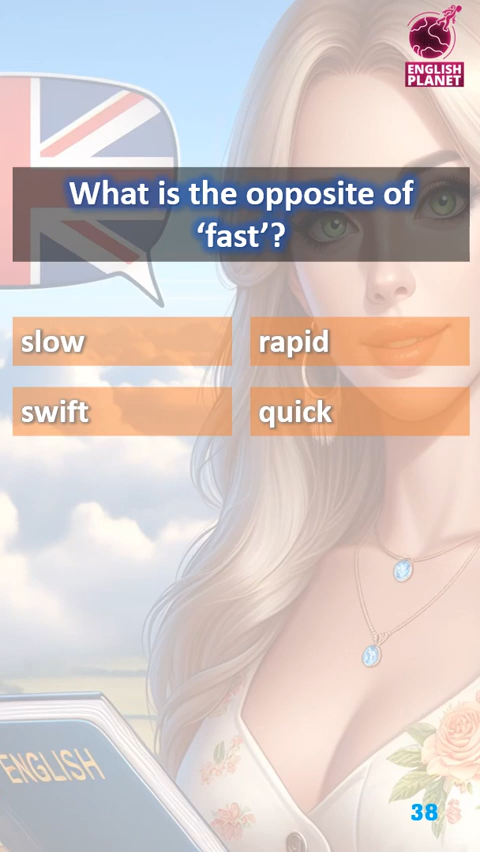 ENGLISH
PLANET
What is the opposite of
‘fast’?
slow
rapid
swift
quick
ENGLISH
38